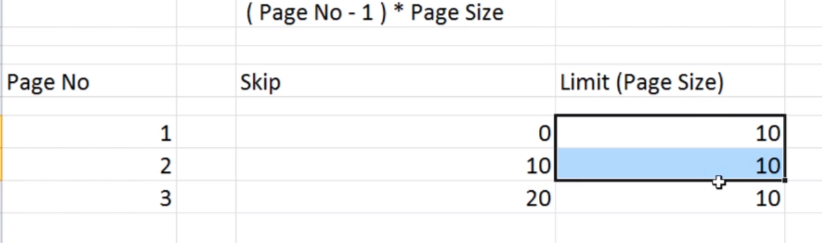 ( Page No - 1 ) * Page Size
Page No Skip Limit (Page Size)
1 0 10
2 10 10
3 20 10